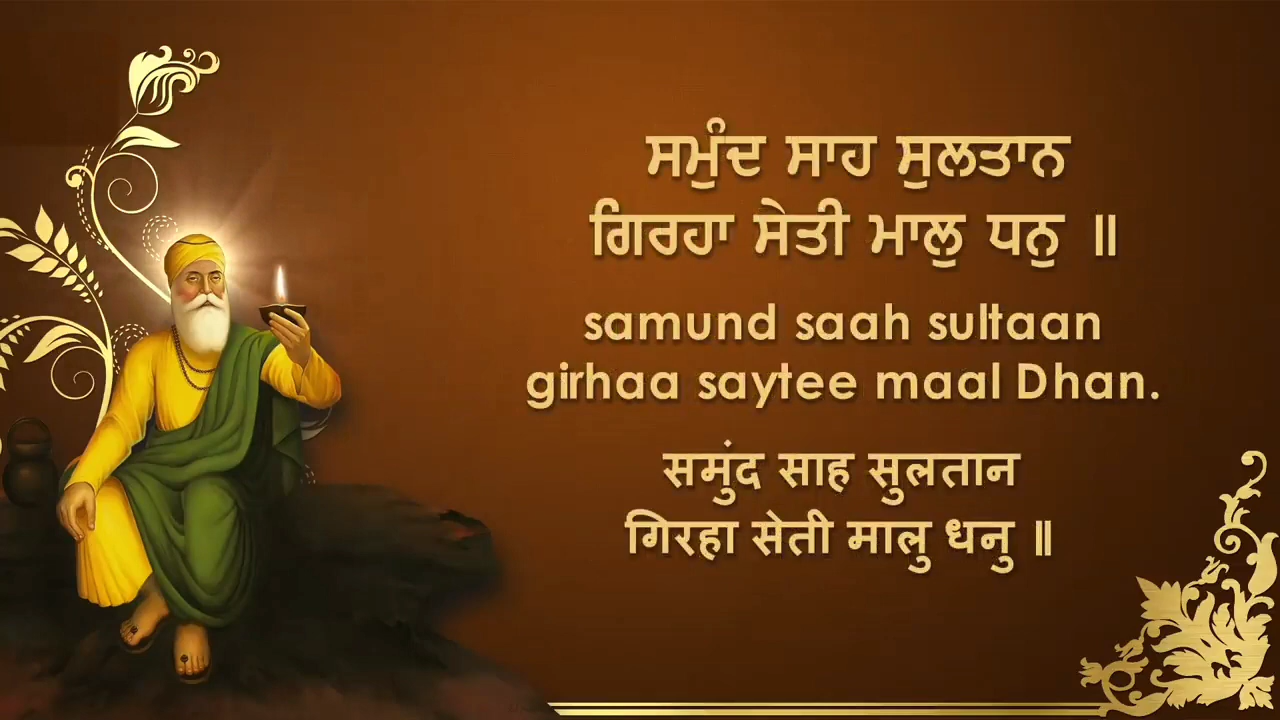 ਸਮੁੰਦ ਸਾਹ ਸੁਲਤਾਨ
ਗਿਰਹਾ ਸੇਤੀ ਮਾਲੁ ਧਨੁ ॥
samund saah sultaan
girhaa saytee maal Dhan.
समुंद साह सुलतान
गिरहा सेती मालु धनु ॥